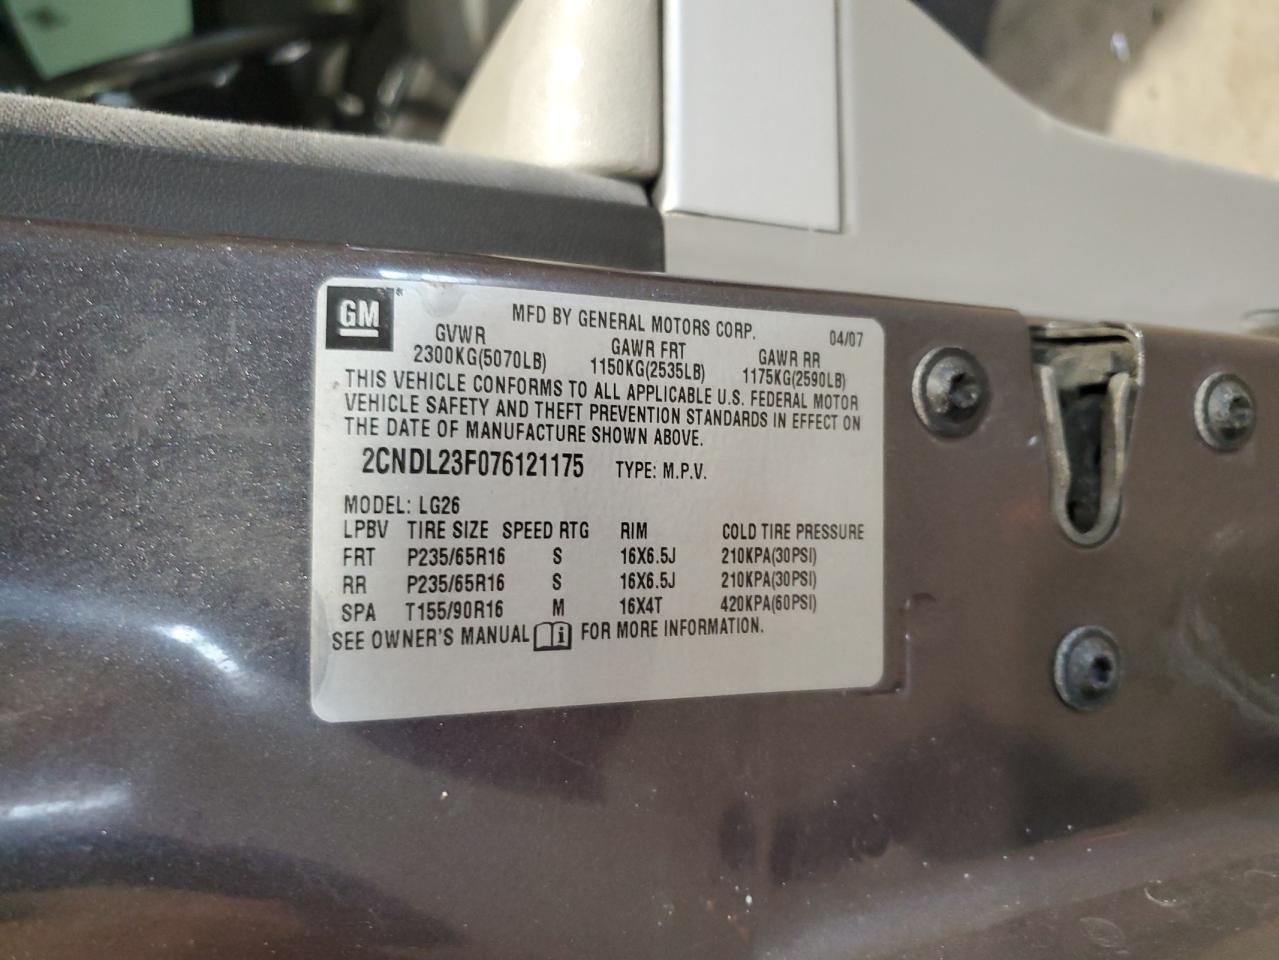 GM
MFD BY GENERAL MOTORS CORP. 04/07
GVWR GAWR FRT GAWR RR
2300KG(5070LB) 1150KG(2535LB) 1175KG(2590LB)
THIS VEHICLE CONFORMS TO ALL APPLICABLE U.S. FEDERAL MOTOR
VEHICLE SAFETY AND THEFT PREVENTION STANDARDS IN EFFECT ON
THE DATE OF MANUFACTURE SHOWN ABOVE.
2CNDL23F076121175 TYPE: M.P.V.
MODEL: LG26
LPBV TIRE SIZE SPEED RTG RIM COLD TIRE PRESSURE
FRT P235/65R16 S 16X6.5J 210KPA(30PSI)
RR P235/65R16 S 16X6.5J 210KPA(30PSI)
SPA T155/90R16 M 16X4T 420KPA(60PSI)
SEE OWNER'S MANUAL i FOR MORE INFORMATION.